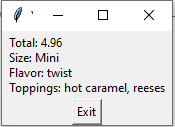 Total: 4.96
Size: Mini
Flavor: twist
Toppings: hot caramel, reeses
Exit